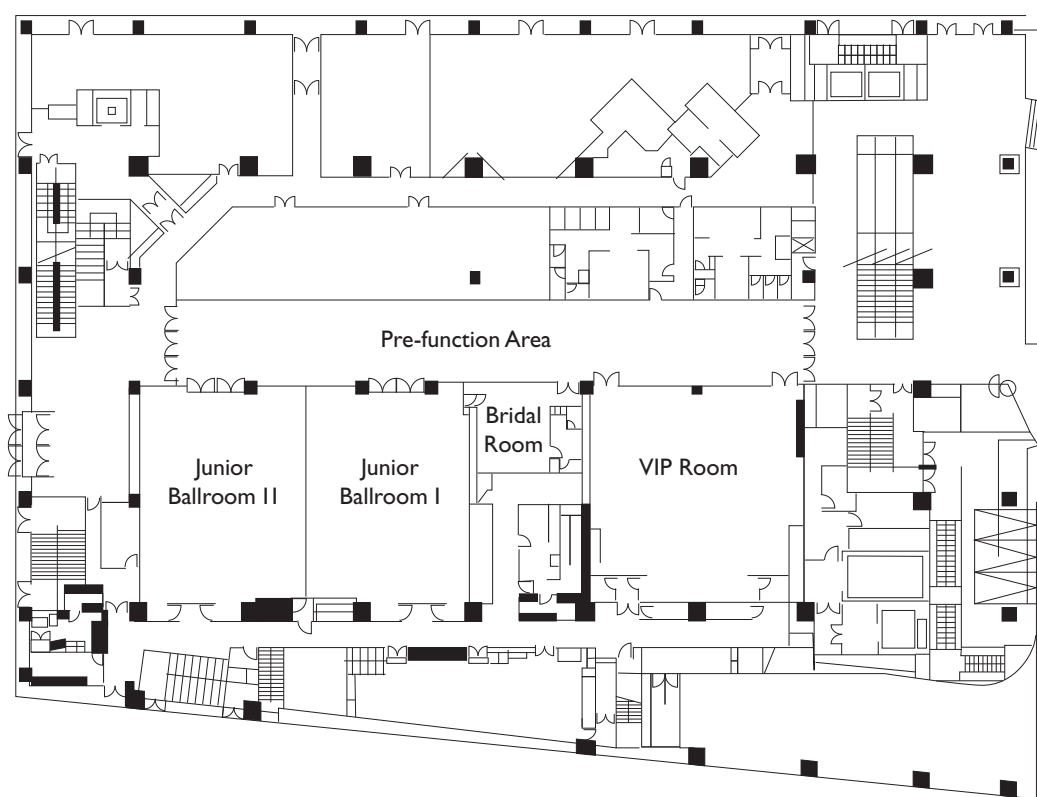 Pre-function Area
Bridal
Room
Junior
Ballroom II
Junior
Ballroom I
VIP Room